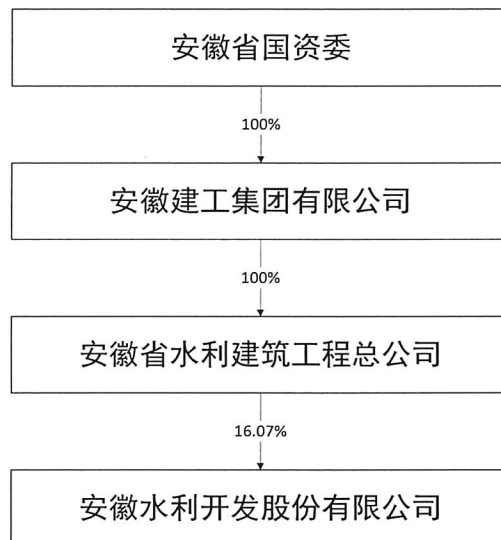 安徽省国资委
100%
安徽建工集团有限公司
100%
安徽省水利建筑工程总公司
16.07%
安徽水利开发股份有限公司